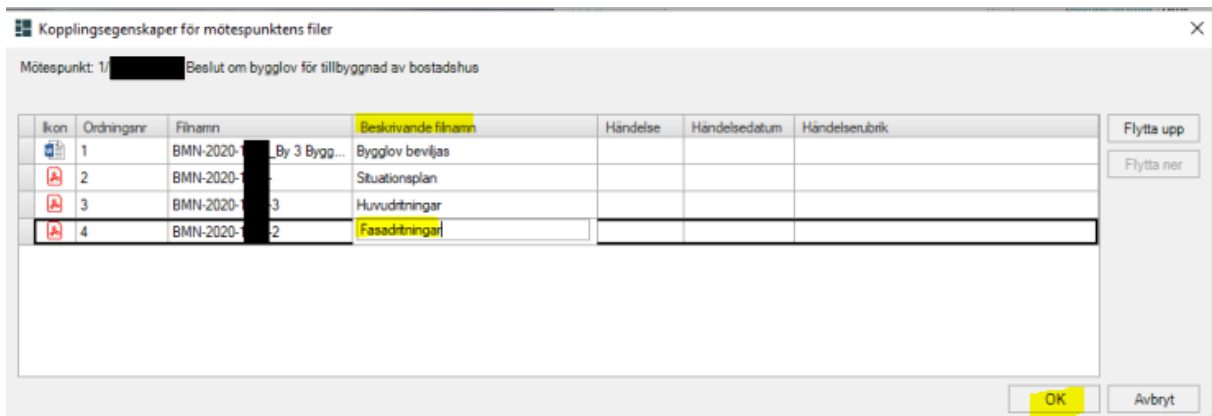 Kopplingsegenskaper för mötespunktens filer
Mötespunkt: 1/ Beslut om bygglov för tillbyggnad av bostadshus
Ikon Ordningsnr Filnamn Beskrivande filnamn Händelse Händelsedatum Händelserubrik
1 BMN-2020-1 _By 3 Bygg... Bygglov beviljas
2 BMN-2020-1 - Situationsplan
3 BMN-2020-1 -3 Huvudritningar
4 BMN-2020-1 -2 Fasadritningar
Flytta upp
Flytta ner
OK Avbryt